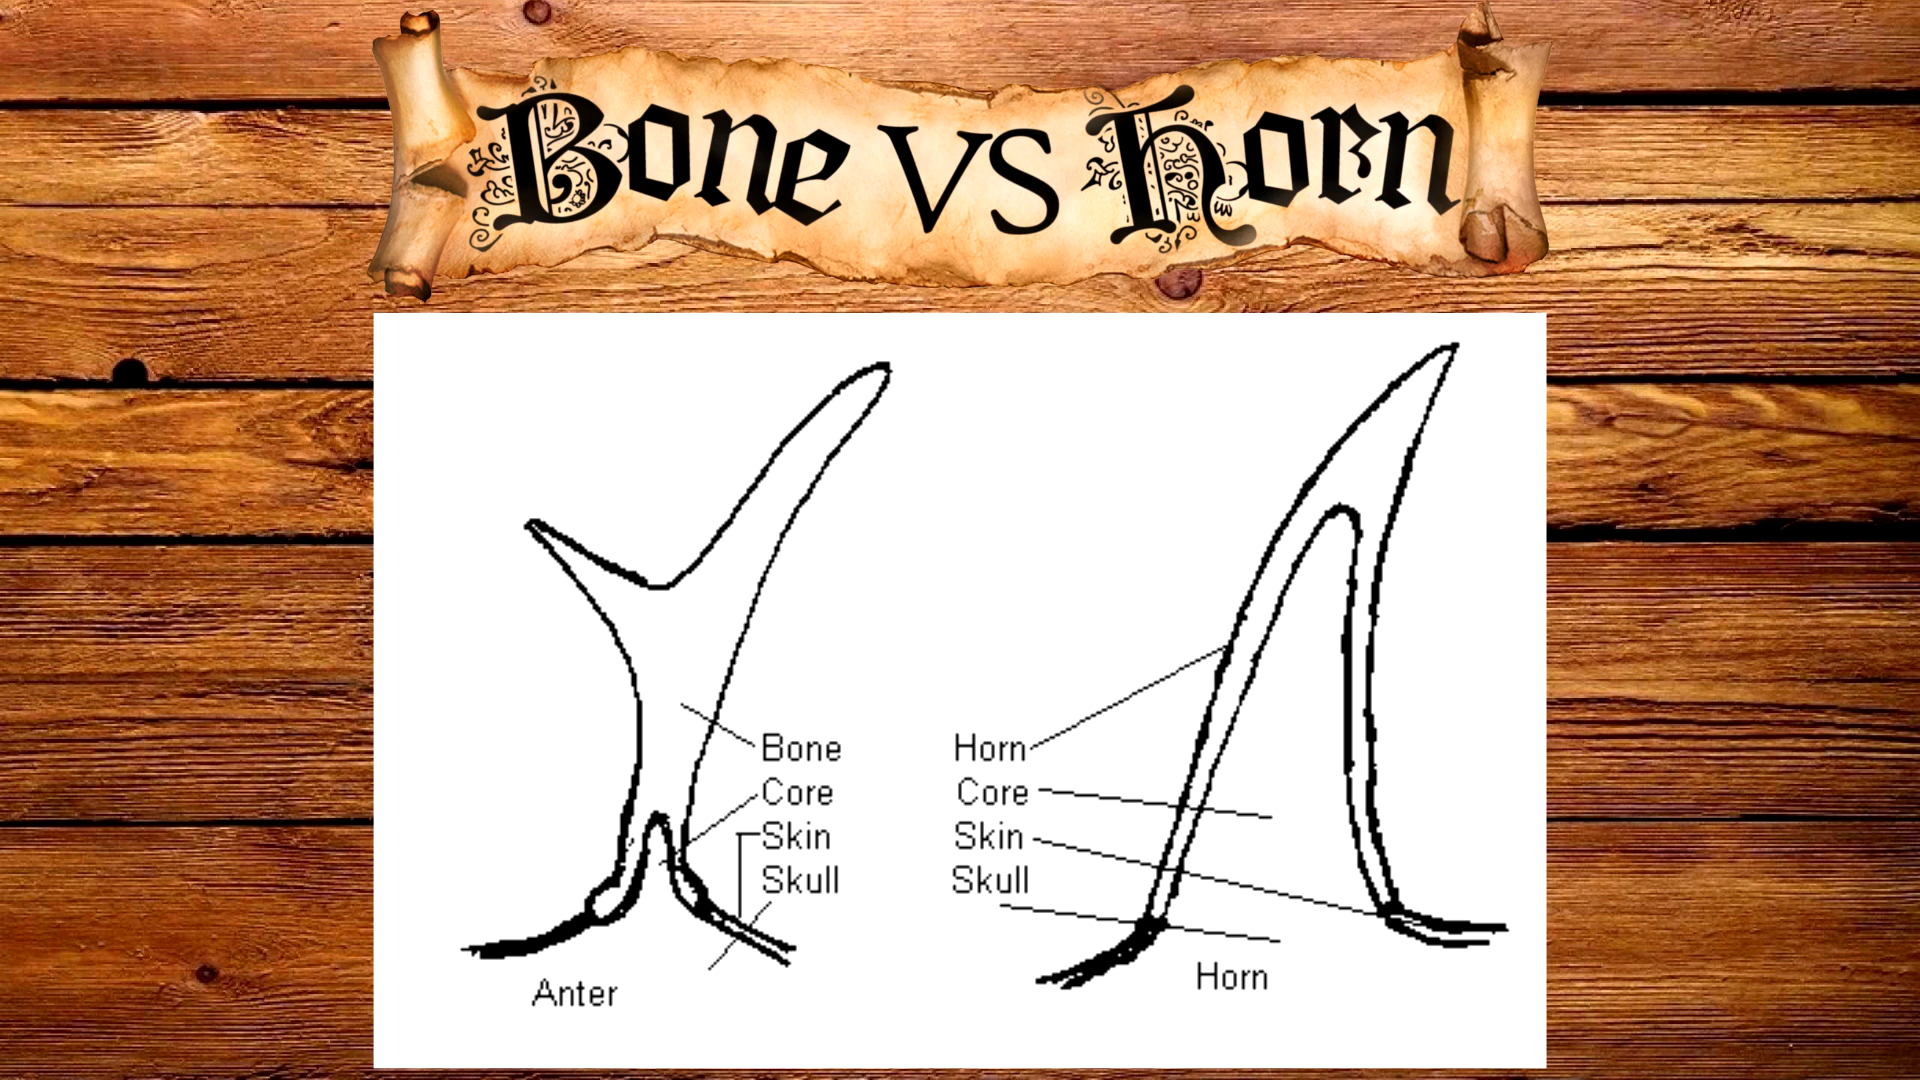 Bone VS Horn
Bone
Core
Skin
Skull
Anter
Horn
Core
Skin
Skull
Horn